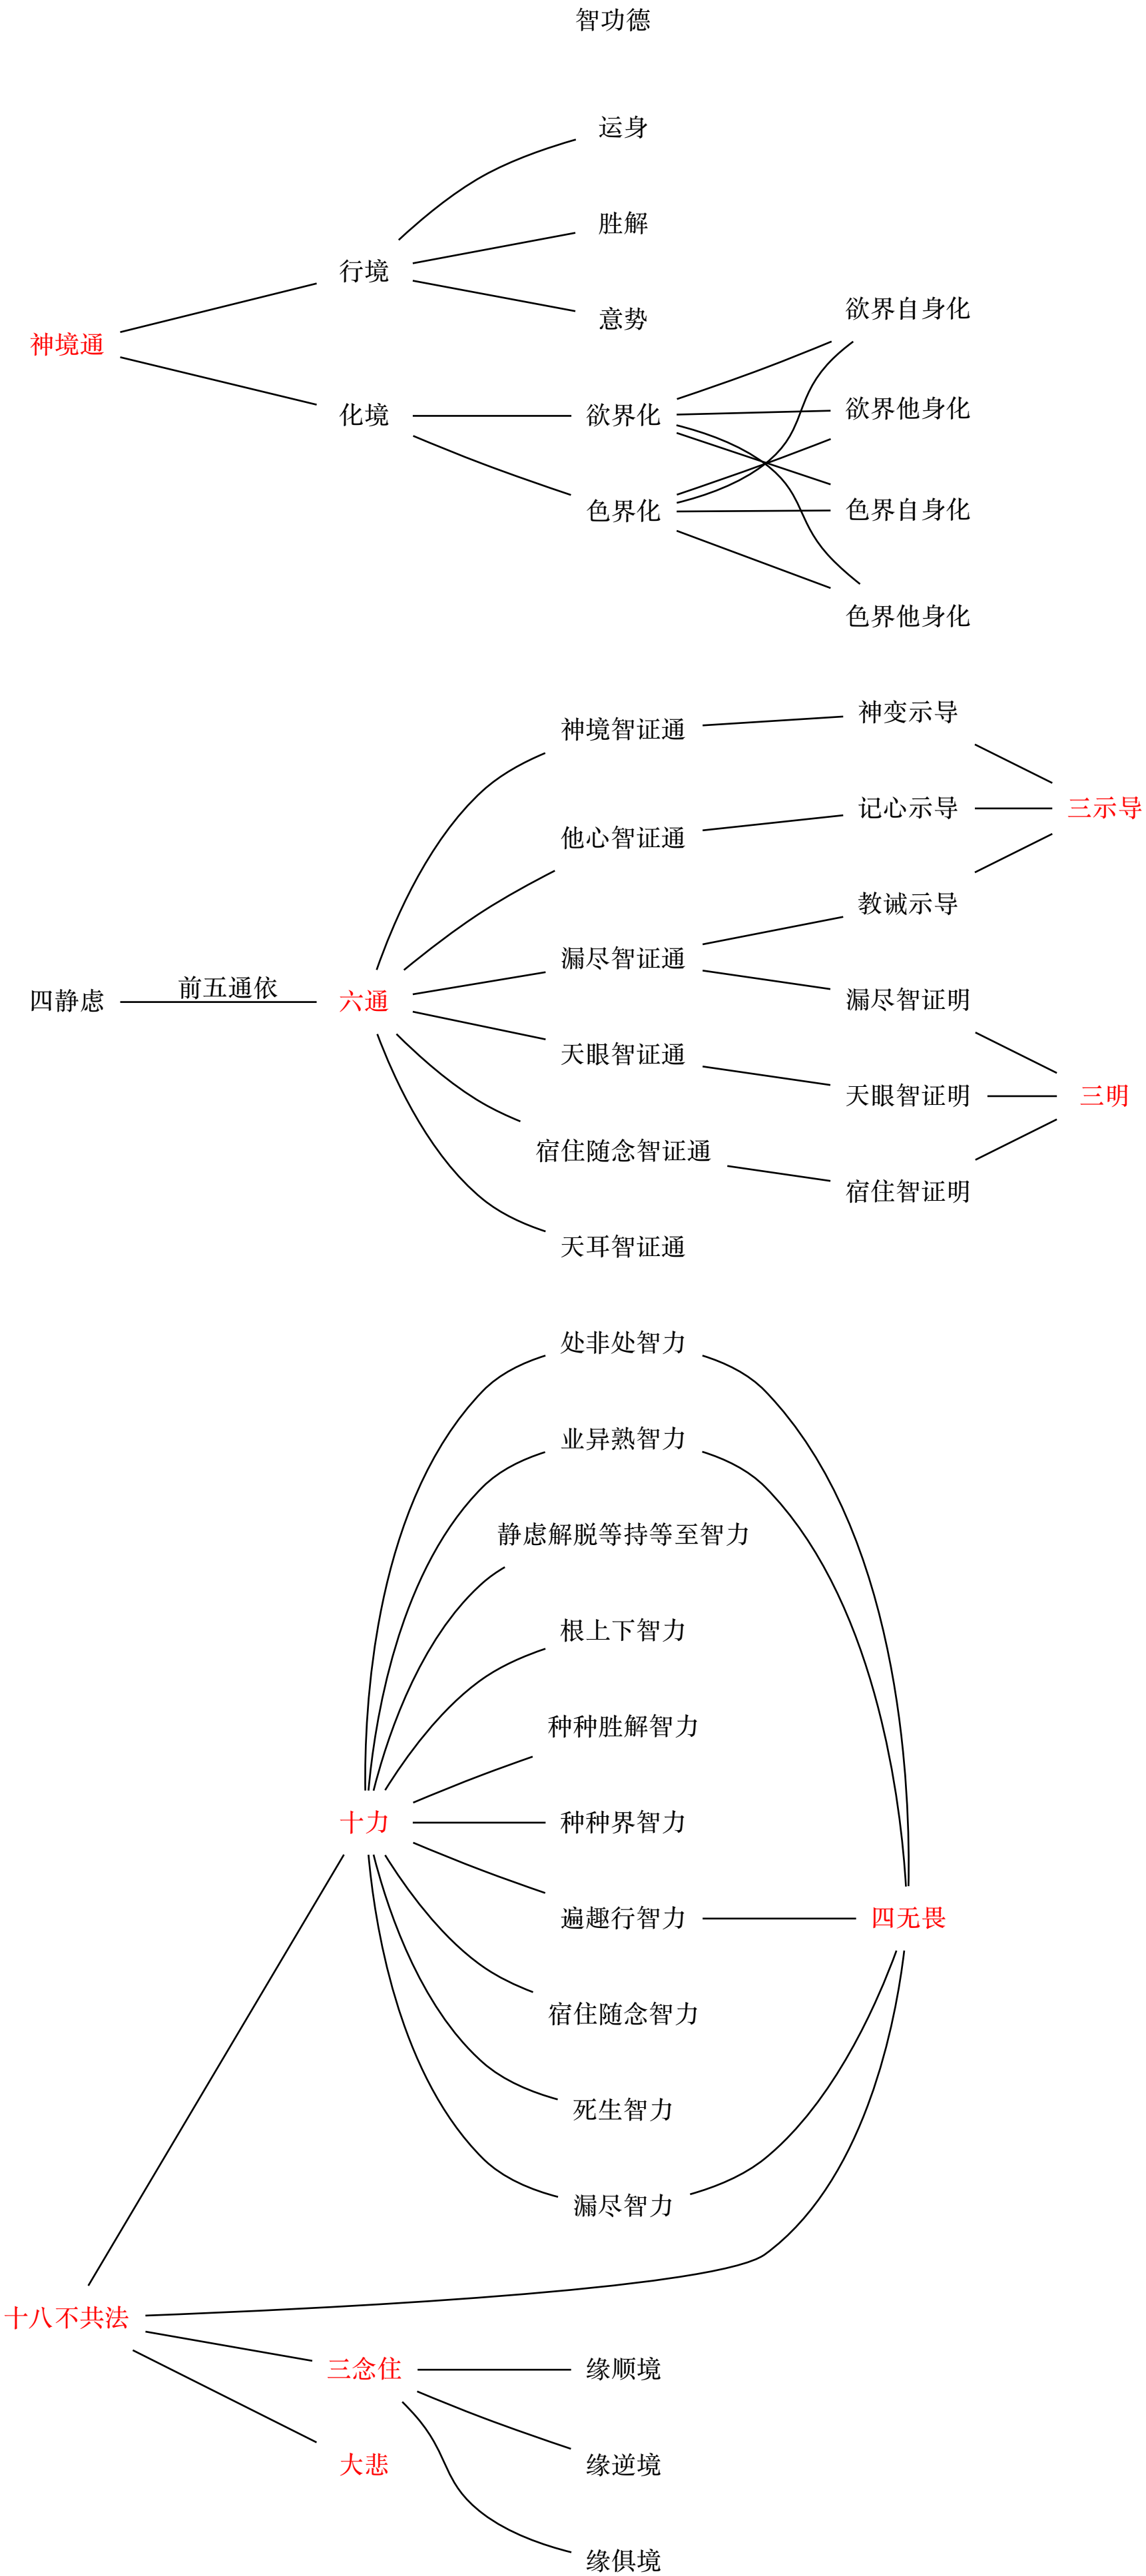 智功德
运身
胜解
行境
意势
欲界自身化
神境通
化境
欲界化
欲界他身化
色界化
色界自身化
色界他身化
神境智证通
神变示导
他心智证通
记心示导
三示导
教诫示导
漏尽智证通
四静虑
前五通依
六通
漏尽智证明
天眼智证通
天眼智证明
三明
宿住随念智证通
宿住智证明
天耳智证通
处非处智力
业异熟智力
静虑解脱等持等至智力
根上下智力
种种胜解智力
十力
种种界智力
遍趣行智力
四无畏
宿住随念智力
死生智力
漏尽智力
十八不共法
三念住
缘顺境
大悲
缘逆境
缘俱境